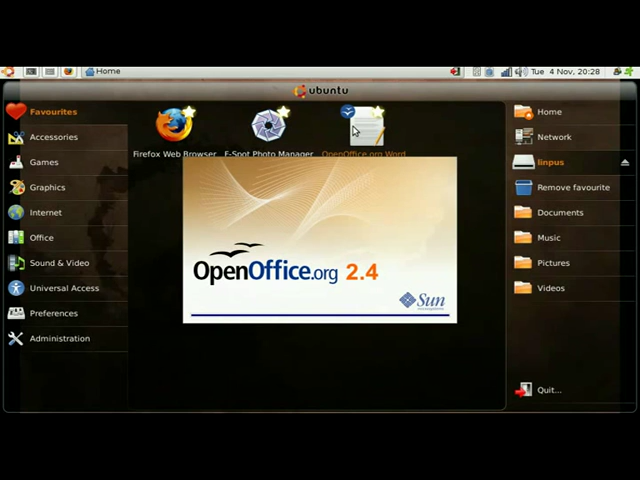 Home
Tue 4 Nov, 20:28
ubuntu
Favourites
Accessories
Games
Graphics
Internet
Office
Sound & Video
Universal Access
Preferences
Administration
Firefox Web Browser
F-Spot Photo Manager
OpenOffice.org Word
OpenOffice.org 2.4
Sun
microsystems
Home
Network
linpus
Remove favourite
Documents
Music
Pictures
Videos
Quit...